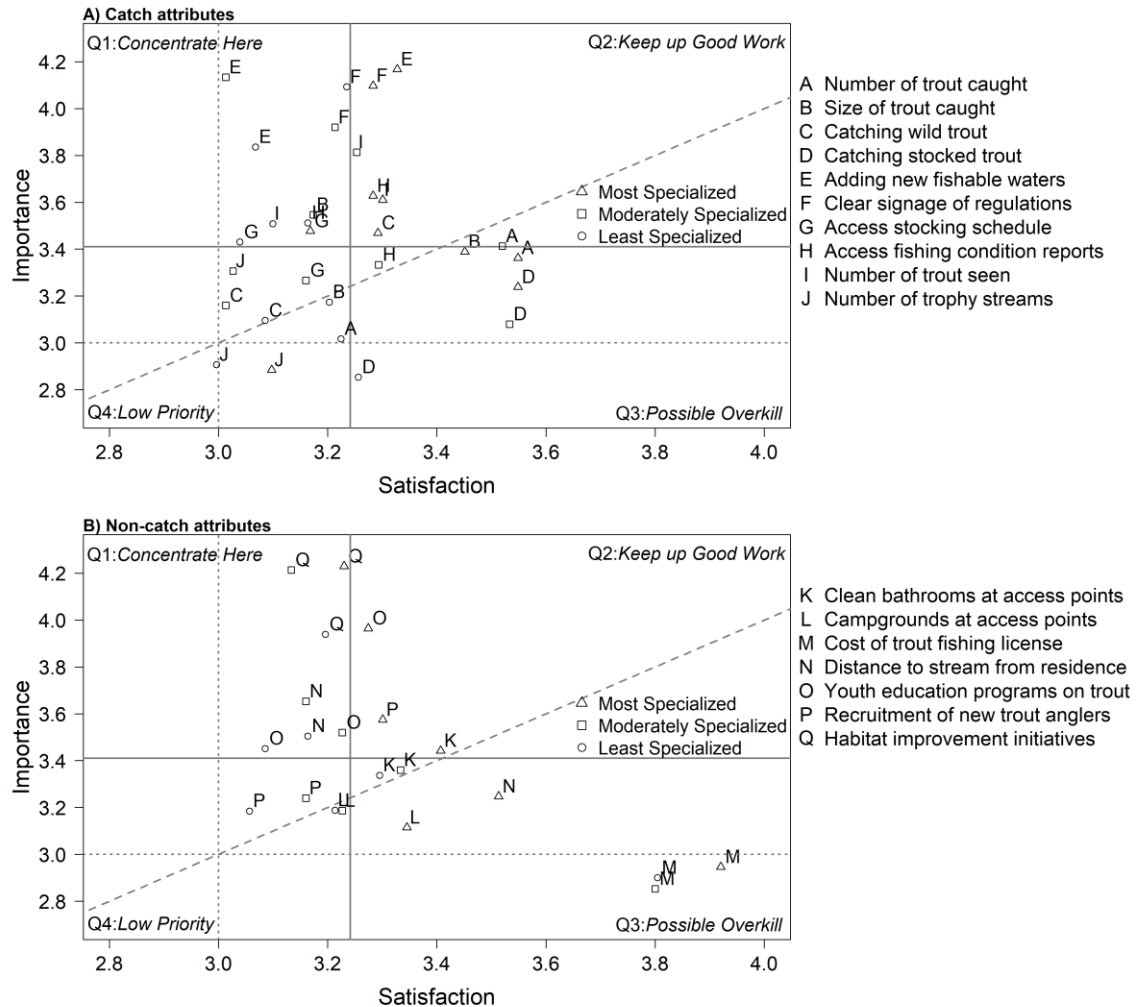 A) Catch attributes
Q1:Concentrate Here
Q2:Keep up Good Work
E
E
F
F
F
4.2
A Number of trout caught
B Size of trout caught
C Catching wild trout
D Catching stocked trout
E Adding new fishable waters
F Clear signage of regulations
G Access stocking schedule
H Access fishing condition reports
I Number of trout seen
J Number of trophy streams
4.0
I
E
3.8
Importance
3.6
H
I
B
H
G
I
G
C
Most Specialized
Moderately Specialized
Least Specialized
3.4
B
A
A
H
J
G
D
3.2
C
B
C
D
A
3.0
J
J
D
2.8
Q4:Low Priority
Q3:Possible Overkill
2.8
3.0
3.2
3.4
3.6
3.8
4.0
Satisfaction
B) Non-catch attributes
Q1:Concentrate Here
Q2:Keep up Good Work
Q
Q
4.2
K Clean bathrooms at access points
L Campgrounds at access points
M Cost of trout fishing license
N Distance to stream from residence
O Youth education programs on trout
P Recruitment of new trout anglers
Q Habitat improvement initiatives
Q
O
4.0
3.8
Importance
N
P
3.6
N
O
O
Most Specialized
Moderately Specialized
Least Specialized
K
3.4
K
K
P
P
N
3.2
L
L
L
3.0
M
M
M
2.8
Q4:Low Priority
Q3:Possible Overkill
2.8
3.0
3.2
3.4
3.6
3.8
4.0
Satisfaction